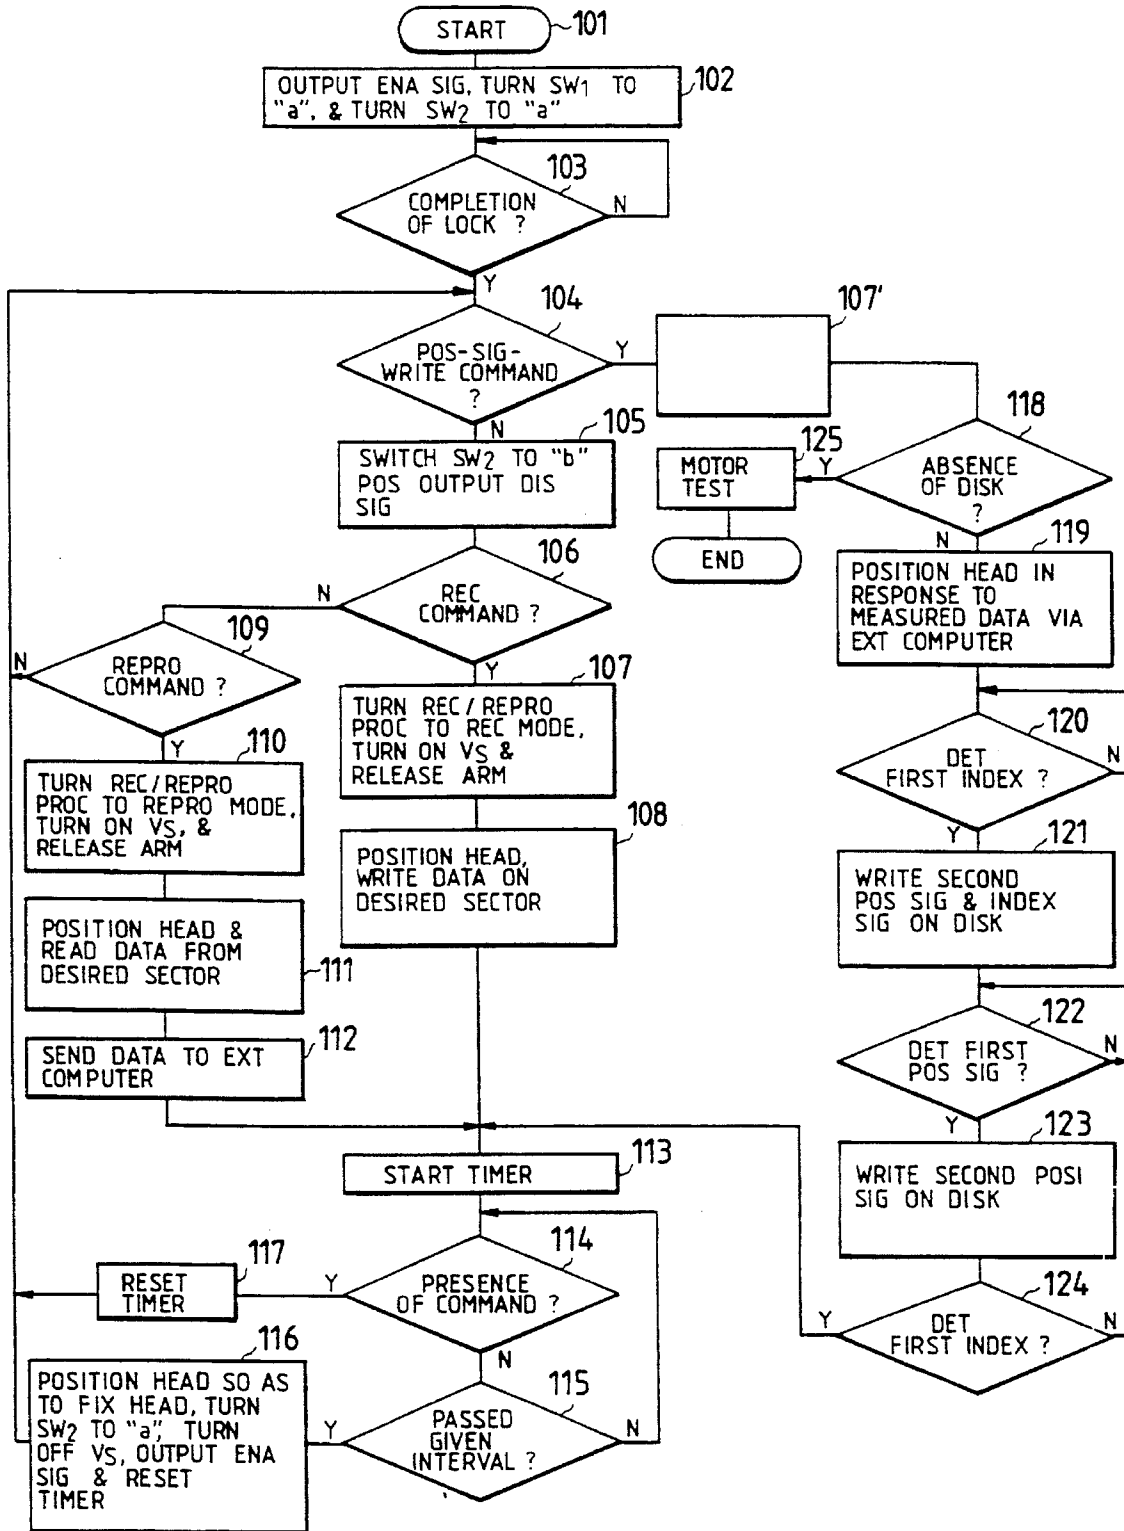 START
101
OUTPUT ENA SIG, TURN SW1 TO
"a", & TURN SW2 TO "a"
102
103
COMPLETION
OF LOCK ?
N
Y
104
POS-SIG-
WRITE COMMAND
?
Y
N
107'
105
SWITCH SW2 TO "b"
POS OUTPUT DIS
SIG
118
ABSENCE
OF DISK
?
Y
N
125
MOTOR
TEST
END
106
REC
COMMAND ?
N
Y
119
POSITION HEAD IN
RESPONSE TO
MEASURED DATA VIA
EXT COMPUTER
109
REPRO
COMMAND ?
N
Y
107
TURN REC/REPRO
PROC TO REC MODE,
TURN ON VS &
RELEASE ARM
110
TURN REC/REPRO
PROC TO REPRO MODE,
TURN ON VS, &
RELEASE ARM
120
DET
FIRST INDEX ?
N
Y
108
POSITION HEAD,
WRITE DATA ON
DESIRED SECTOR
121
WRITE SECOND
POS SIG & INDEX
SIG ON DISK
POSITION HEAD &
READ DATA FROM
DESIRED SECTOR
111
122
DET FIRST
POS SIG ?
N
Y
SEND DATA TO EXT
COMPUTER
112
113
START TIMER
123
WRITE SECOND POSI
SIG ON DISK
114
PRESENCE
OF COMMAND ?
Y
N
117
RESET
TIMER
124
DET
FIRST INDEX ?
Y
N
116
POSITION HEAD SO AS
TO FIX HEAD, TURN
SW2 TO "a", TURN
OFF VS, OUTPUT ENA
SIG & RESET
TIMER
115
PASSED
GIVEN
INTERVAL ?
Y
N